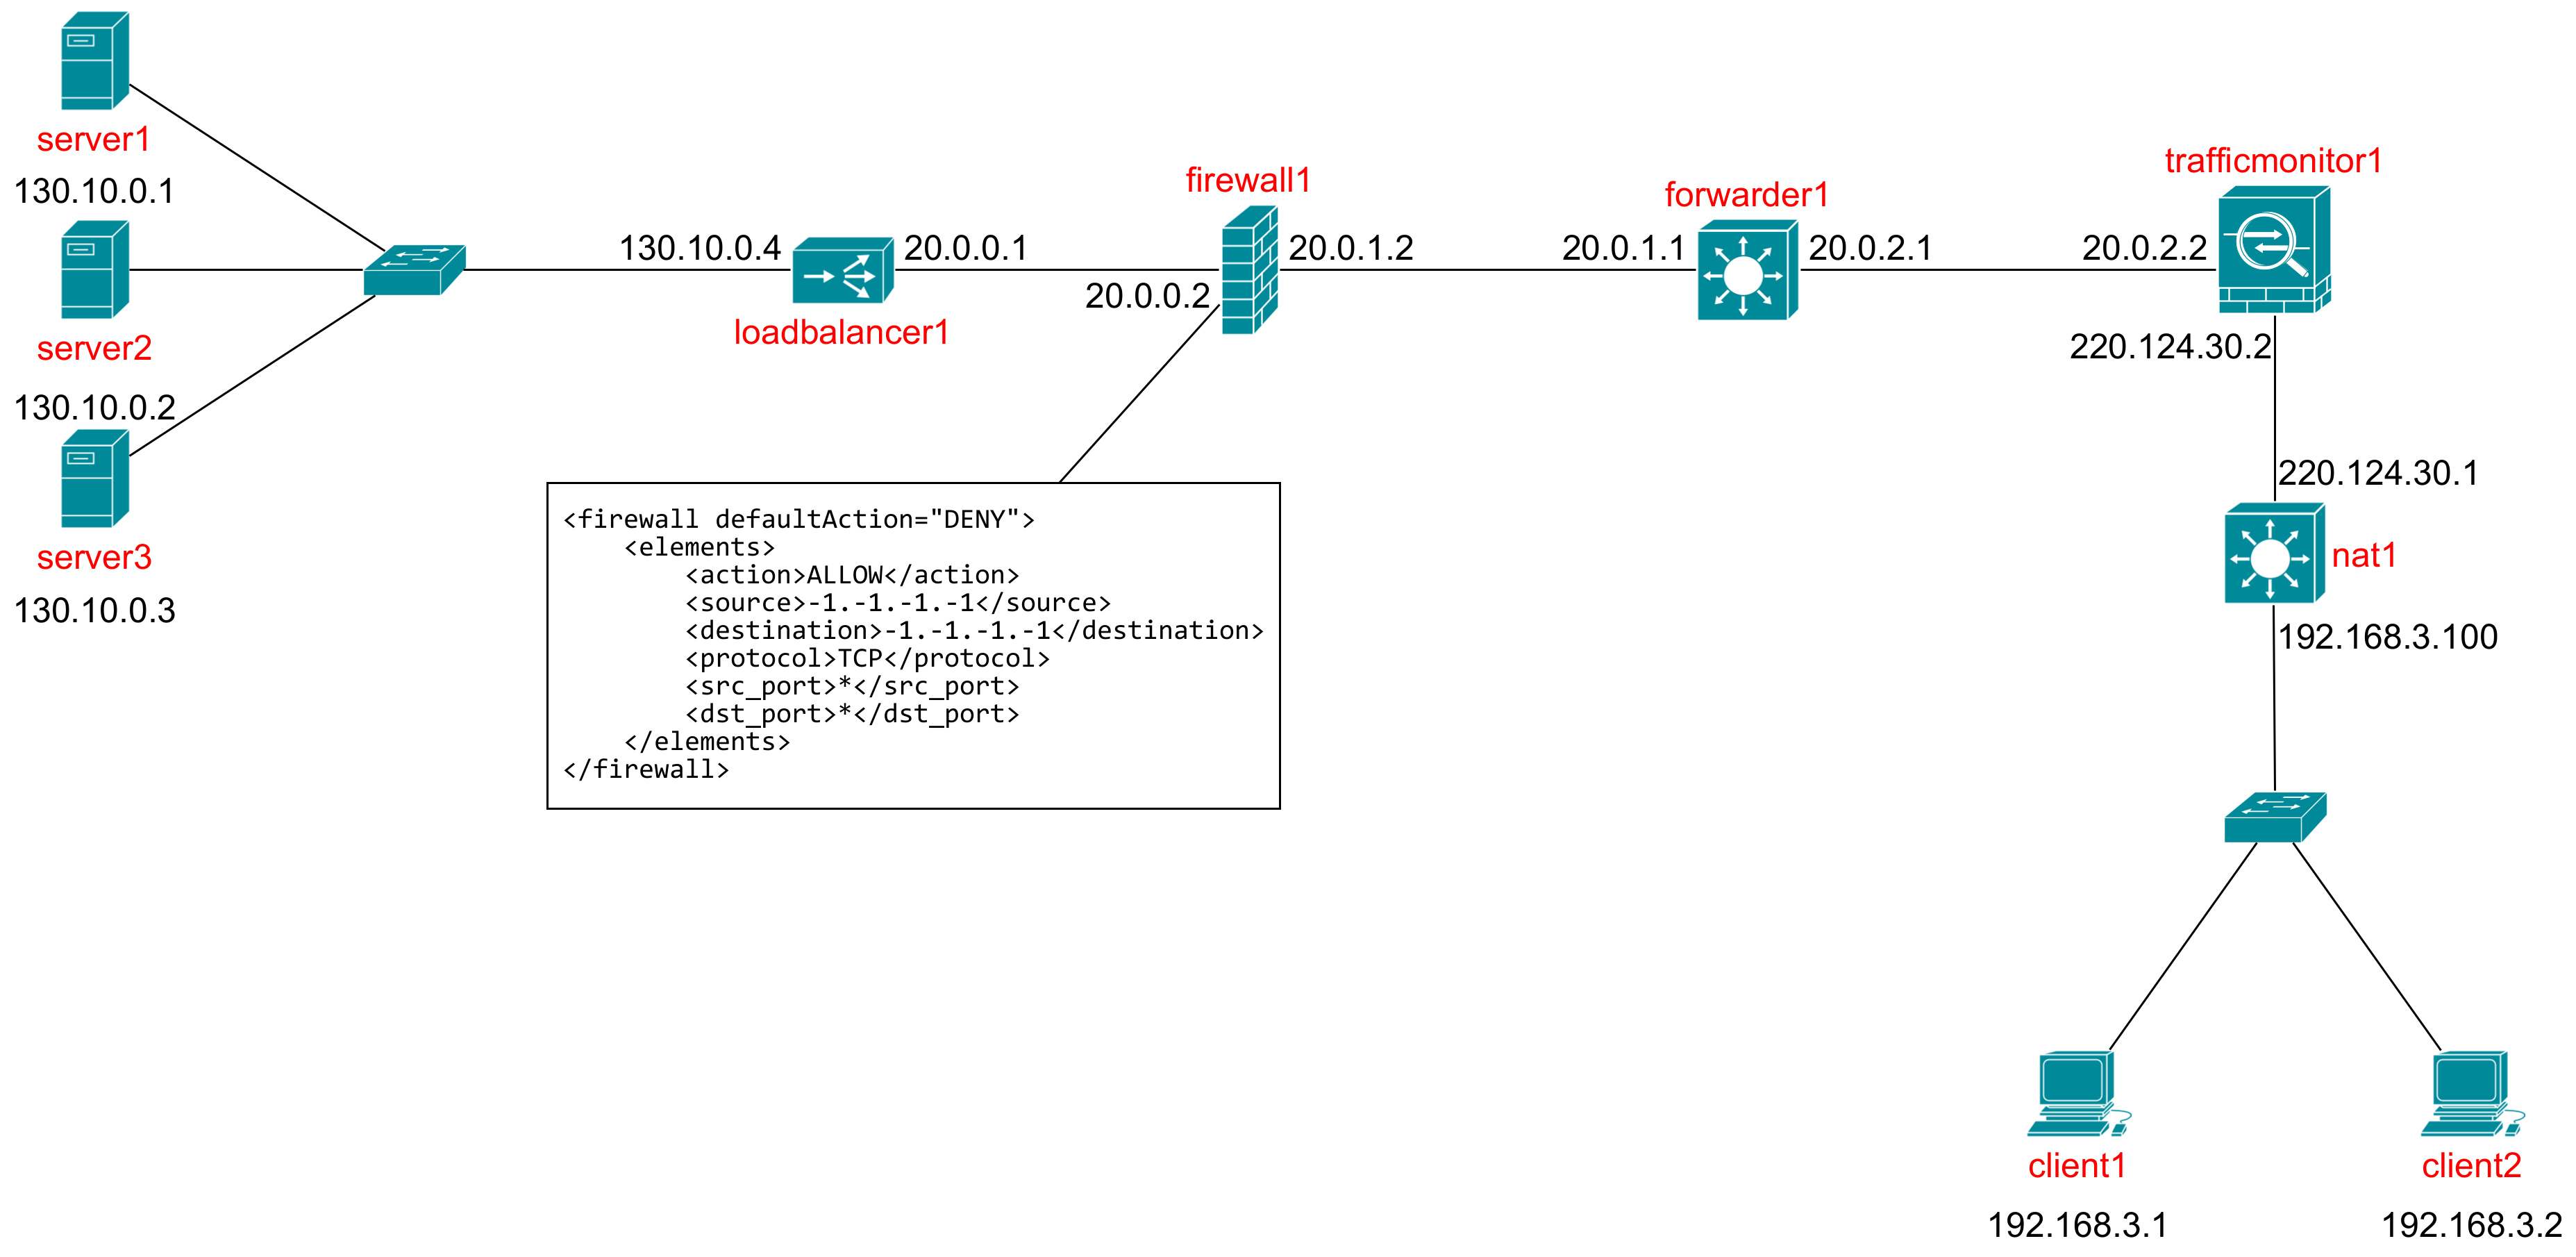 server1
130.10.0.1
server2
130.10.0.2
server3
130.10.0.3
130.10.0.4
loadbalancer1
20.0.0.1
20.0.0.2
firewall1
20.0.1.2
20.0.1.1
forwarder1
20.0.2.1
20.0.2.2
trafficmonitor1
220.124.30.2
220.124.30.1
nat1
192.168.3.100
<firewall defaultAction="DENY">
    <elements>
        <action>ALLOW</action>
        <source>-1.-1.-1.-1</source>
        <destination>-1.-1.-1.-1</destination>
        <protocol>TCP</protocol>
        <src_port>*</src_port>
        <dst_port>*</dst_port>
    </elements>
</firewall>
client1
192.168.3.1
client2
192.168.3.2